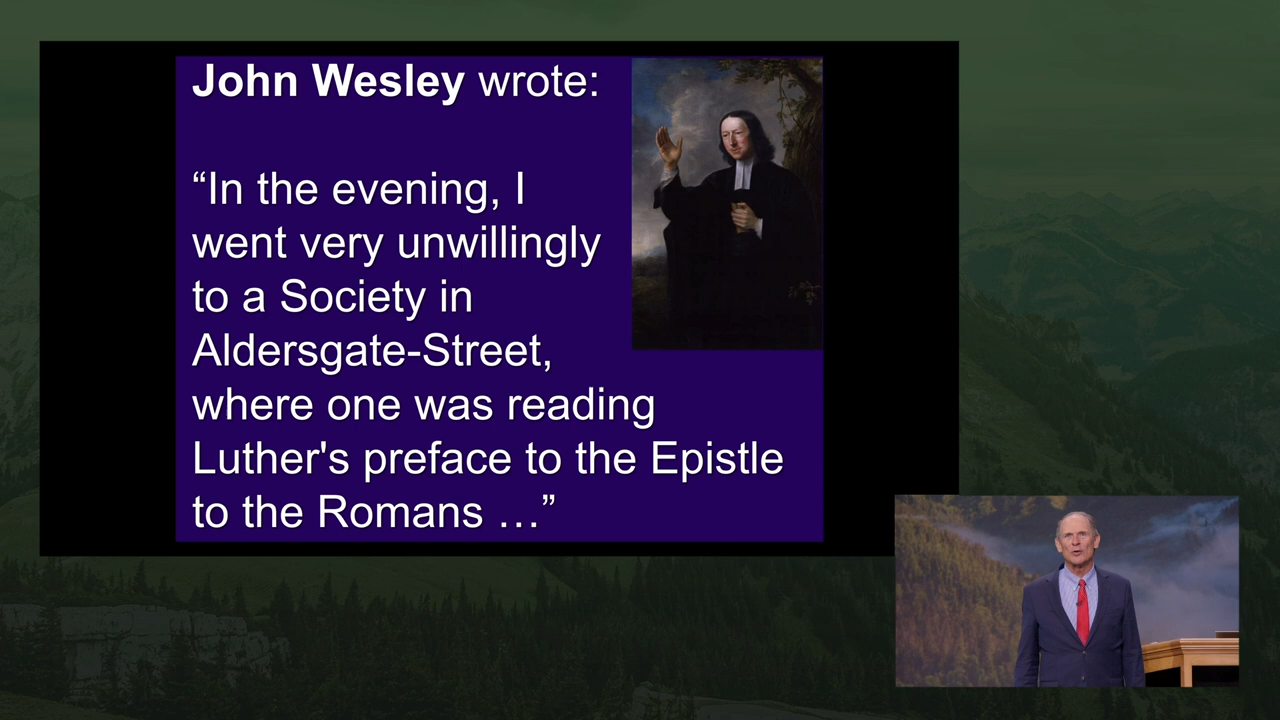 John Wesley wrote:
“In the evening, I
went very unwillingly
to a Society in
Aldersgate-Street,
where one was reading
Luther's preface to the Epistle
to the Romans …”